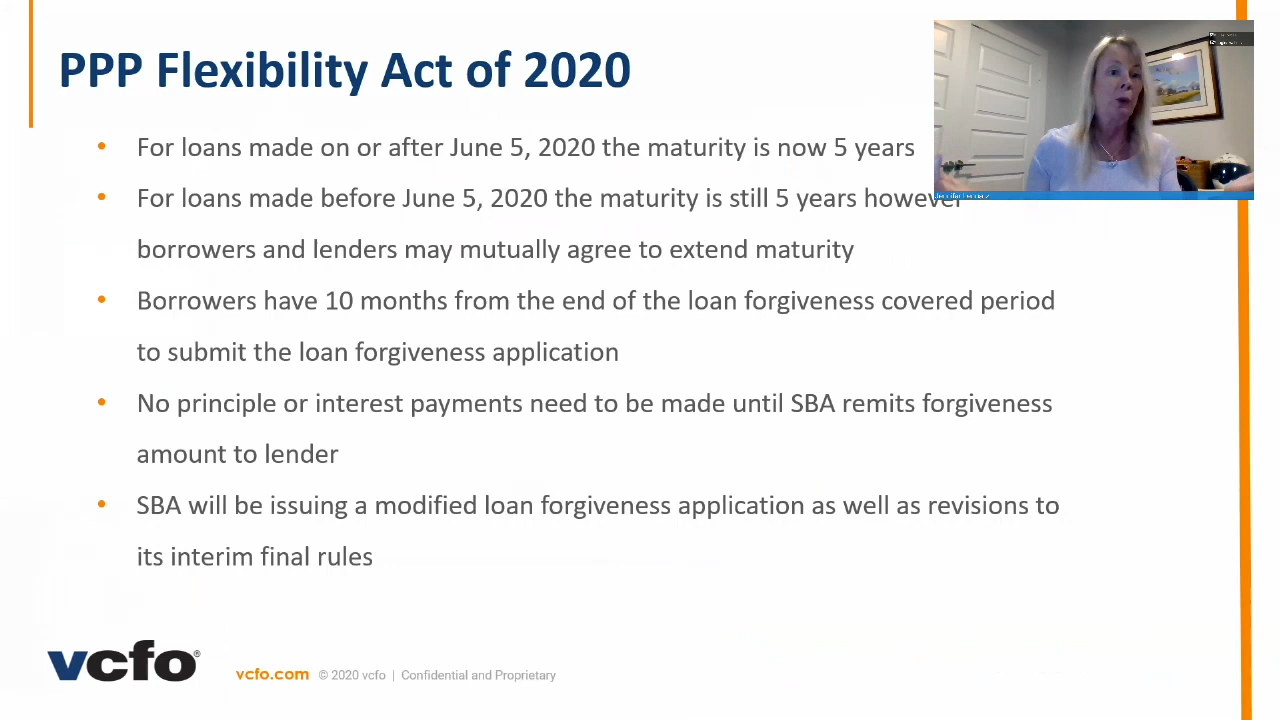 PPP Flexibility Act of 2020
• For loans made on or after June 5, 2020 the maturity is now 5 years
• For loans made before June 5, 2020 the maturity is still 5 years however
borrowers and lenders may mutually agree to extend maturity
• Borrowers have 10 months from the end of the loan forgiveness covered period
to submit the loan forgiveness application
• No principle or interest payments need to be made until SBA remits forgiveness
amount to lender
• SBA will be issuing a modified loan forgiveness application as well as revisions to
its interim final rules
vcfo®
vcfo.com © 2020 vcfo | Confidential and Proprietary